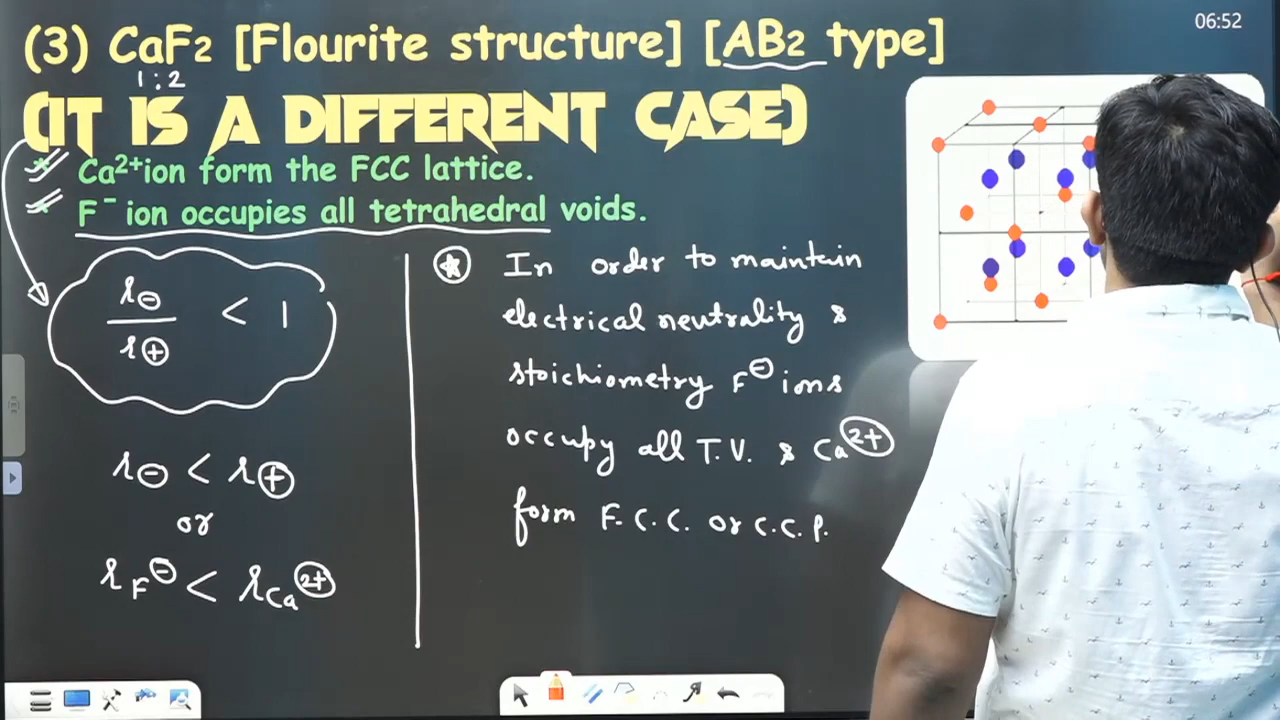 06:52
(3) CaF2 [Flourite structure] [AB2 type]
1:2
(IT IS A DIFFERENT CASE)
* Ca2+ion form the FCC lattice.
* F- ion occupies all tetrahedral voids.
r⊖ / r⊕ < 1
r⊖ < r⊕
or
rF⊖ < rCa2+
* In order to maintain
electrical neutrality &
stoichiometry F⊖ ions
occupy all T.V. & Ca2+
form F.C.C. or C.C.P.